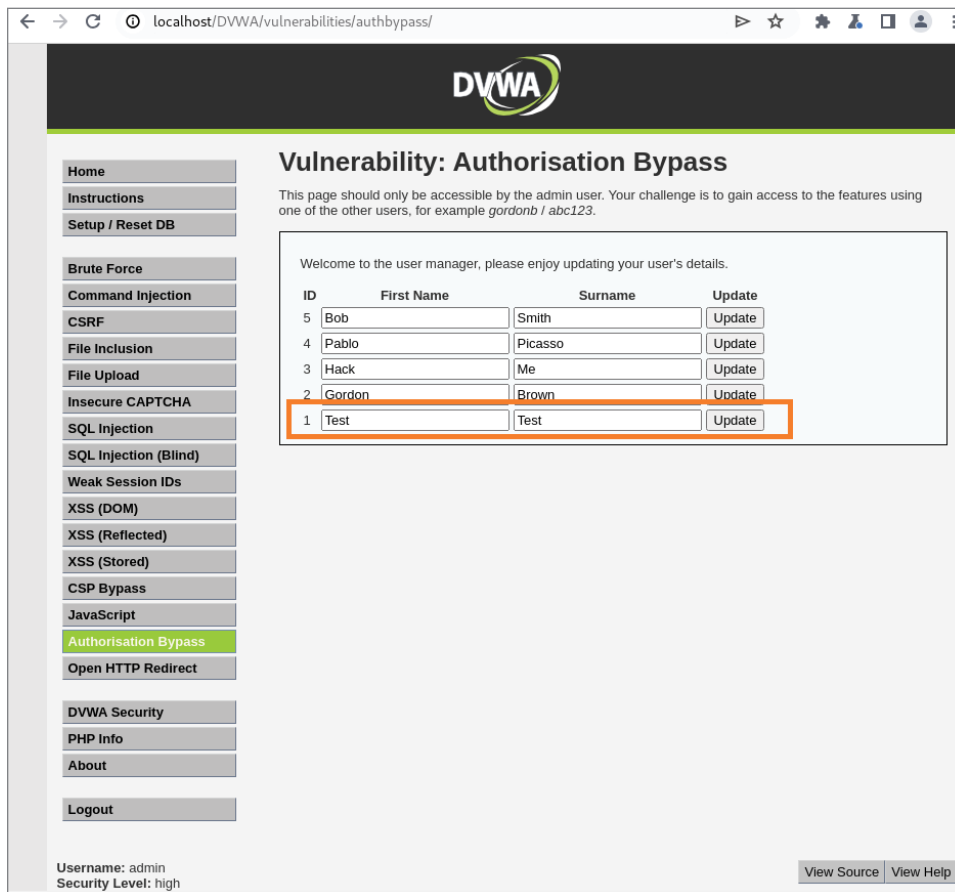 localhost/DVWA/vulnerabilities/authbypass/
DVWA
Home
Instructions
Setup / Reset DB
Brute Force
Command Injection
CSRF
File Inclusion
File Upload
Insecure CAPTCHA
SQL Injection
SQL Injection (Blind)
Weak Session IDs
XSS (DOM)
XSS (Reflected)
XSS (Stored)
CSP Bypass
JavaScript
Authorisation Bypass
Open HTTP Redirect
DVWA Security
PHP Info
About
Logout
Vulnerability: Authorisation Bypass
This page should only be accessible by the admin user. Your challenge is to gain access to the features using
one of the other users, for example gordonb / abc123.
Welcome to the user manager, please enjoy updating your user's details.
ID First Name Surname Update
5 Bob Smith Update
4 Pablo Picasso Update
3 Hack Me Update
2 Gordon Brown Update
1 Test Test Update
Username: admin
Security Level: high
View Source View Help